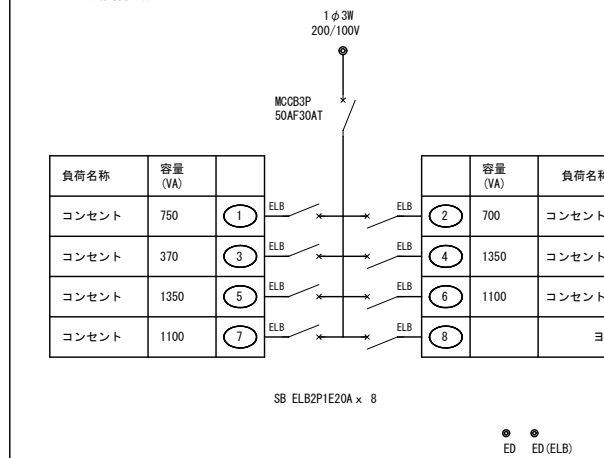 1φ3W
200/100V
MCCB3P
50AF30AT
負荷名称 容量(VA) 容量(VA) 負荷名
コンセント 750 1 ELB ELB 2 700 コンセント
コンセント 370 3 ELB ELB 4 1350 コンセント
コンセント 1350 5 ELB ELB 6 1100 コンセント
コンセント 1100 7 ELB ELB 8 ヨ
SB ELB2P1E20A x 8
ED ED(ELB)